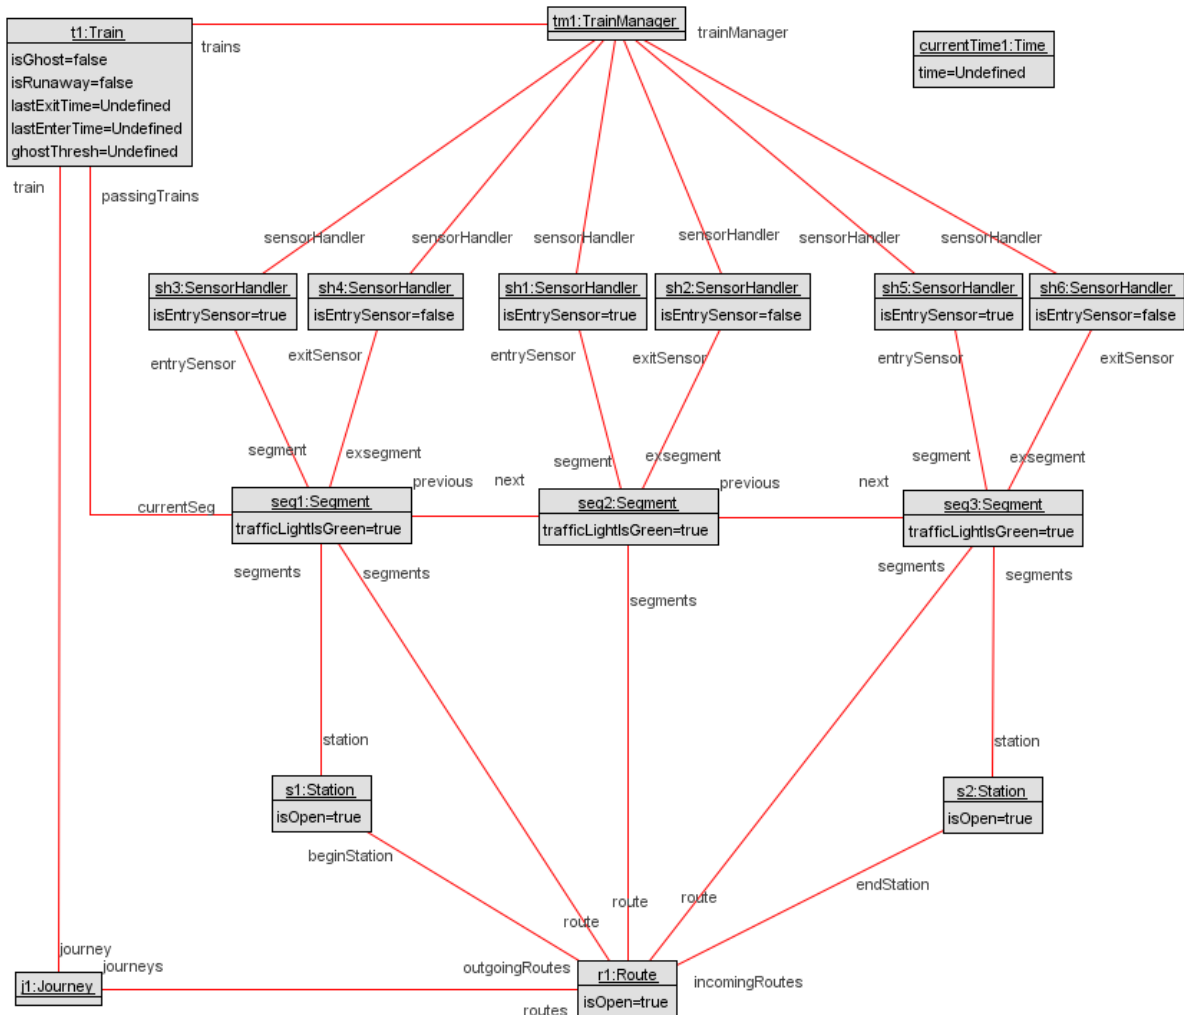 t1:Train
isGhost=false
isRunaway=false
lastExitTime=Undefined
lastEnterTime=Undefined
ghostThresh=Undefined
trains
tm1:TrainManager
trainManager
currentTime1:Time
time=Undefined
train
passingTrains
sensorHandler
sensorHandler
sensorHandler
sensorHandler
sensorHandler
sensorHandler
sh3:SensorHandler
isEntrySensor=true
sh4:SensorHandler
isEntrySensor=false
sh1:SensorHandler
isEntrySensor=true
sh2:SensorHandler
isEntrySensor=false
sh5:SensorHandler
isEntrySensor=true
sh6:SensorHandler
isEntrySensor=false
entrySensor
exitSensor
entrySensor
exitSensor
entrySensor
exitSensor
segment
exsegment
segment
exsegment
segment
exsegment
currentSeg
seg1:Segment
trafficLightIsGreen=true
previous
next
seg2:Segment
trafficLightIsGreen=true
previous
next
seg3:Segment
trafficLightIsGreen=true
segments
segments
segments
segments
segments
station
station
s1:Station
isOpen=true
s2:Station
isOpen=true
beginStation
endStation
route
route
route
journey
journeys
j1:Journey
outgoingRoutes
routes
r1:Route
isOpen=true
incomingRoutes